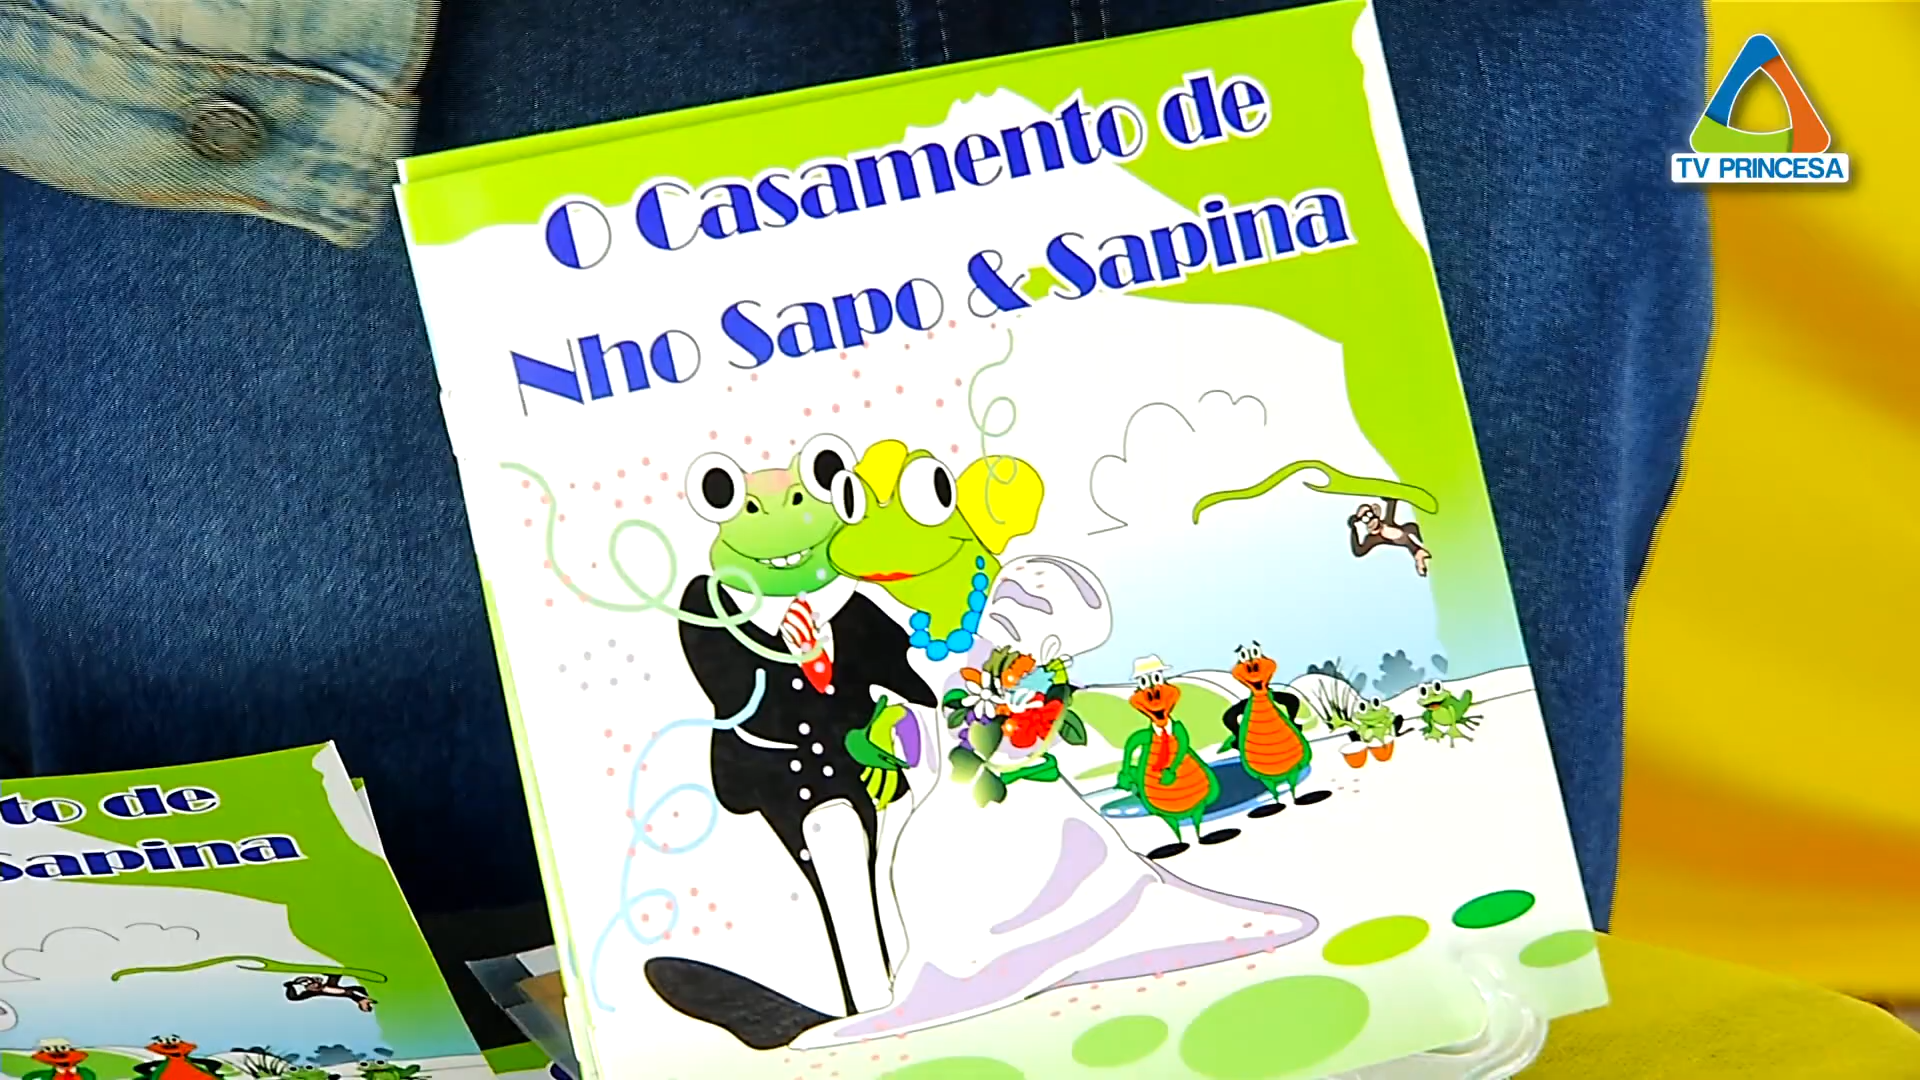 O Casamento de
Nho Sapo & Sapina
TV PRINCESA
to de
Sapina